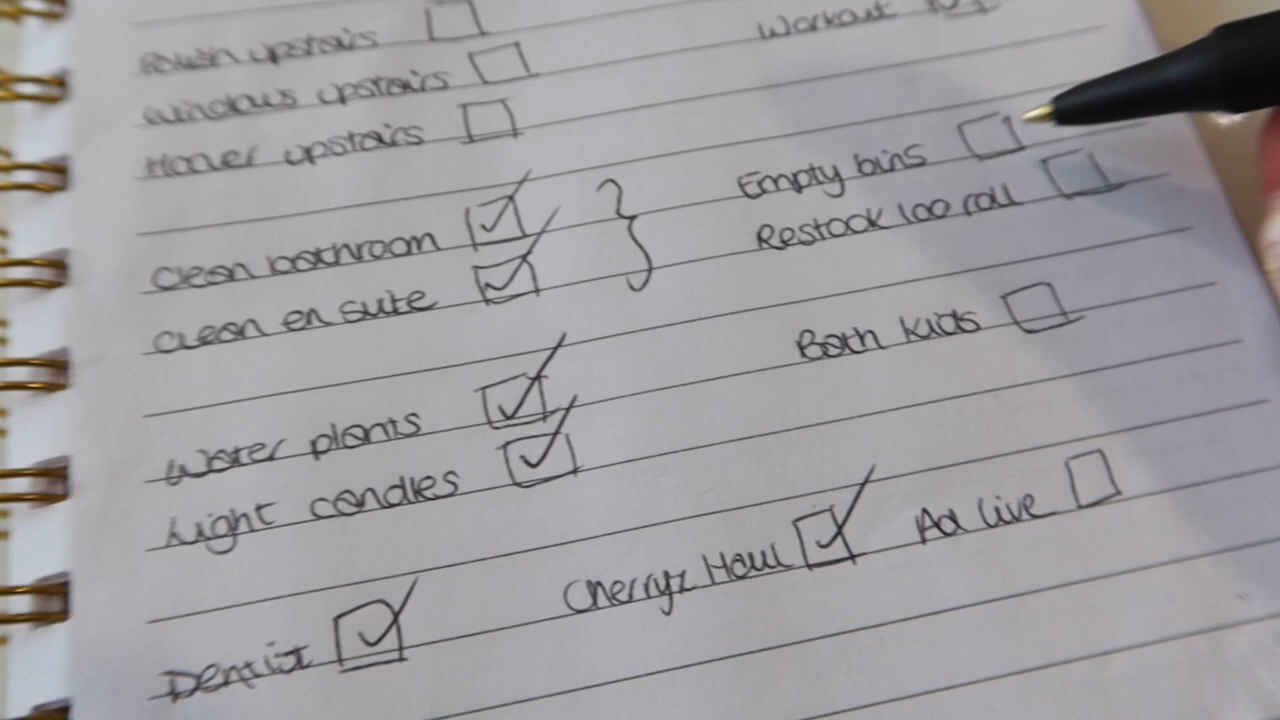 Polish upstairs
Workout
Windows upstairs
Hoover upstairs
Empty bins
Clean bathroom
Restock loo roll
Clean en suite
Both kids
Water plants
Light candles
Ad live
Cherryz Haul
Dentist